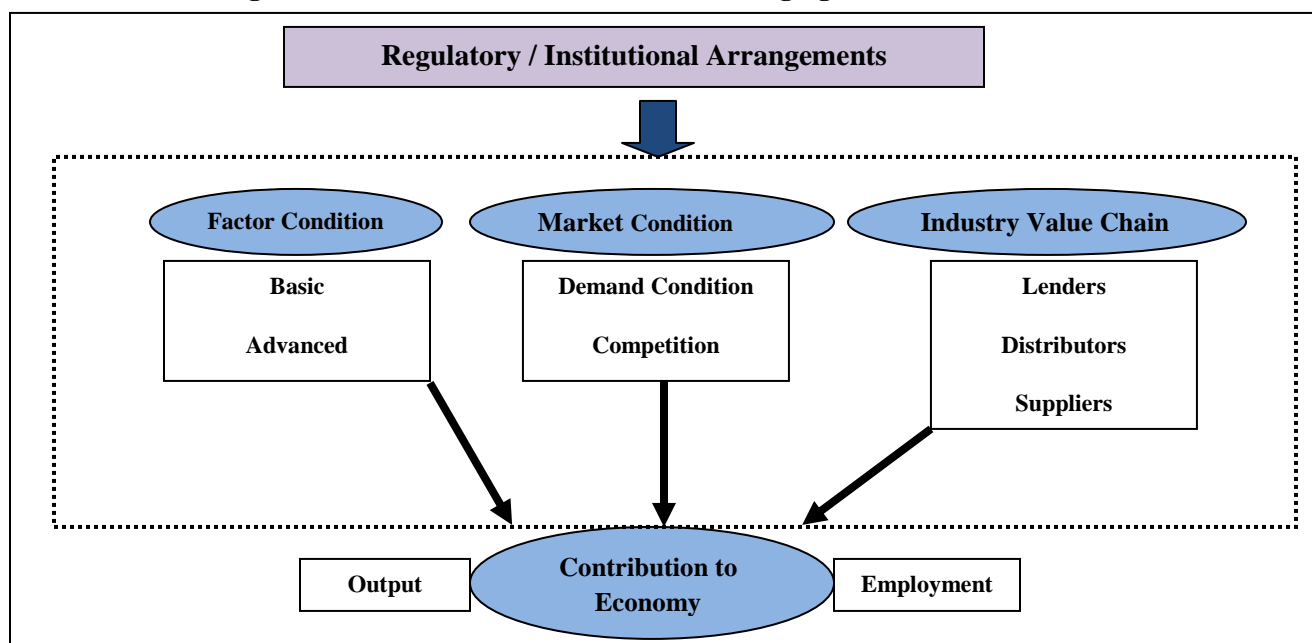 Regulatory / Institutional Arrangements
Factor Condition
Market Condition
Industry Value Chain
Basic
Advanced
Demand Condition
Competition
Lenders
Distributors
Suppliers
Output
Contribution to
Economy
Employment